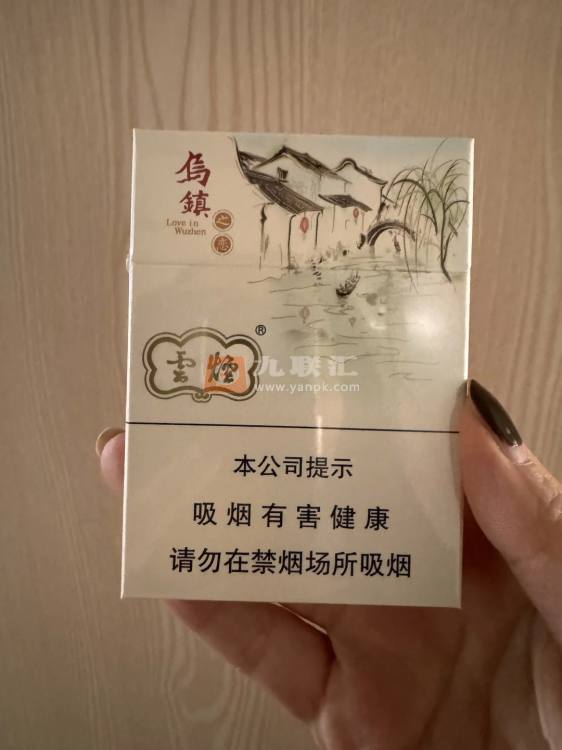 烏鎮
之恋
Love in
Wuzhen
雲煙®
九联汇
www.yanpk.com
本公司提示
吸烟有害健康
请勿在禁烟场所吸烟